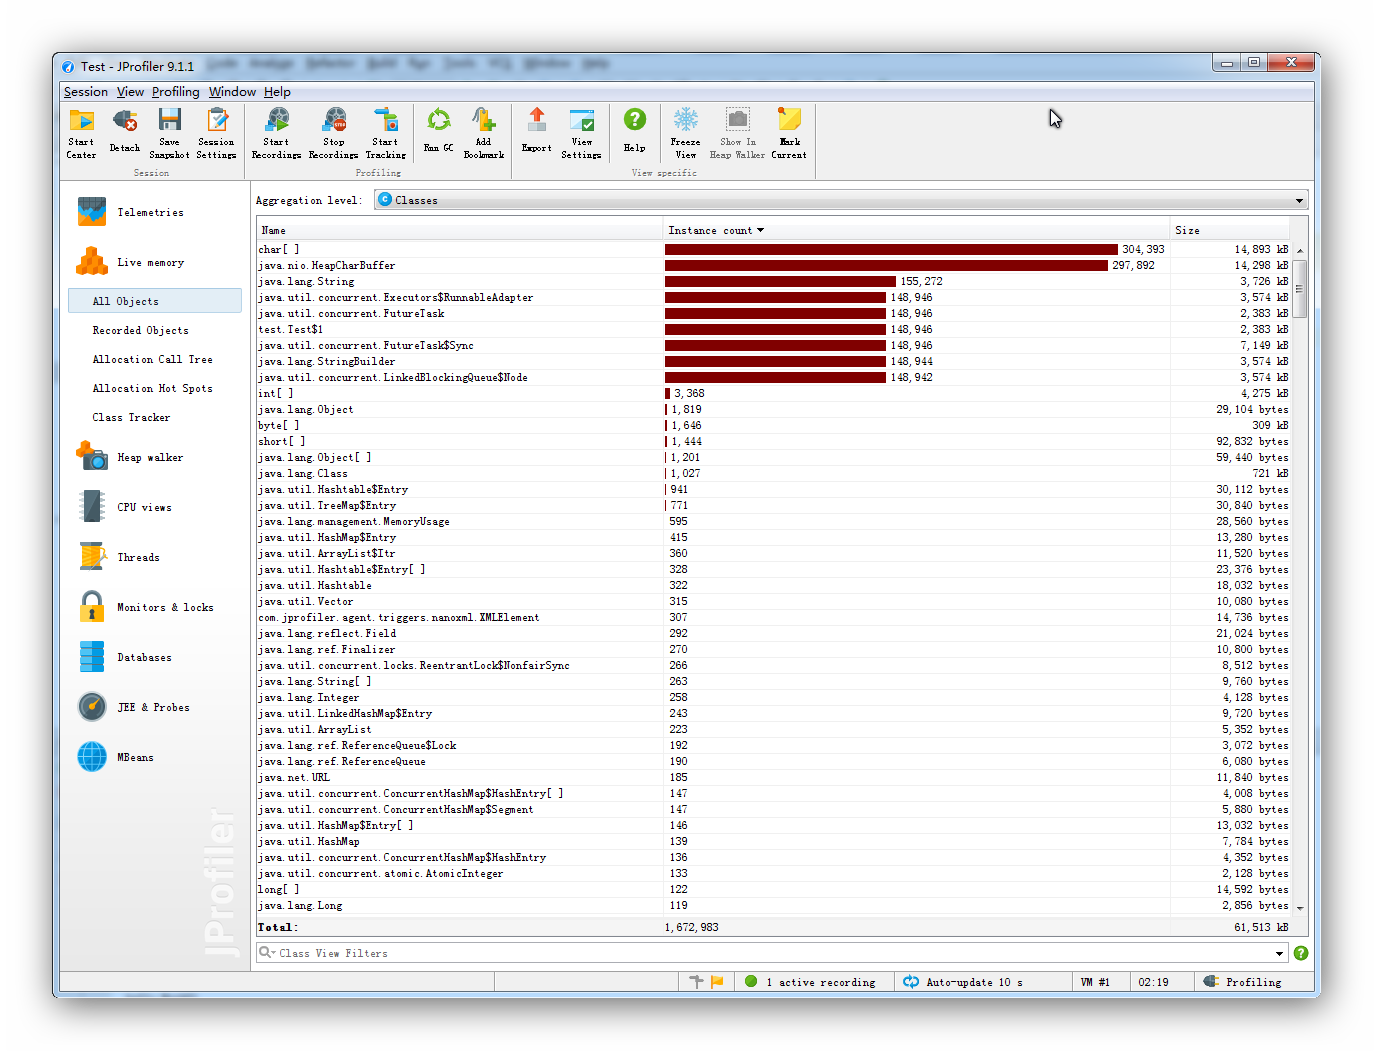 Test - JProfiler 9.1.1
Session View Profiling Window Help
Start Center
Detach
Save Snapshot
Session Settings
Start Recordings
Stop Recordings
Start Tracking
Run GC
Add Bookmark
Export
View Settings
Help
Freeze View
Show In Heap Walker
Mark Current
Session
Profiling
View specific
Telemetries
Live memory
All Objects
Recorded Objects
Allocation Call Tree
Allocation Hot Spots
Class Tracker
Heap walker
CPU views
Threads
Monitors & locks
Databases
JEE & Probes
MBeans
JProfiler
Aggregation level: Classes
Name Instance count Size
char[ ] 304,393 14,893 kB
java.nio.HeapCharBuffer 297,892 14,298 kB
java.lang.String 155,272 3,726 kB
java.util.concurrent.Executors$RunnableAdapter 148,946 3,574 kB
java.util.concurrent.FutureTask 148,946 2,383 kB
test.Test$1 148,946 2,383 kB
java.util.concurrent.FutureTask$Sync 148,946 7,149 kB
java.lang.StringBuilder 148,944 3,574 kB
java.util.concurrent.LinkedBlockingQueue$Node 148,942 3,574 kB
int[ ] 3,368 4,275 kB
java.lang.Object 1,819 29,104 bytes
byte[ ] 1,646 309 kB
short[ ] 1,444 92,832 bytes
java.lang.Object[ ] 1,201 59,440 bytes
java.lang.Class 1,027 721 kB
java.util.Hashtable$Entry 941 30,112 bytes
java.util.TreeMap$Entry 771 30,840 bytes
java.lang.management.MemoryUsage 595 28,560 bytes
java.util.HashMap$Entry 415 13,280 bytes
java.util.ArrayList$Itr 360 11,520 bytes
java.util.Hashtable$Entry[ ] 328 23,376 bytes
java.util.Hashtable 322 18,032 bytes
java.util.Vector 315 10,080 bytes
com.jprofiler.agent.triggers.nanoxml.XMLElement 307 14,736 bytes
java.lang.reflect.Field 292 21,024 bytes
java.lang.ref.Finalizer 270 10,800 bytes
java.util.concurrent.locks.ReentrantLock$NonfairSync 266 8,512 bytes
java.lang.String[ ] 263 9,760 bytes
java.lang.Integer 258 4,128 bytes
java.util.LinkedHashMap$Entry 243 9,720 bytes
java.util.ArrayList 223 5,352 bytes
java.lang.ref.ReferenceQueue$Lock 192 3,072 bytes
java.lang.ref.ReferenceQueue 190 6,080 bytes
java.net.URL 185 11,840 bytes
java.util.concurrent.ConcurrentHashMap$HashEntry[ ] 147 4,008 bytes
java.util.concurrent.ConcurrentHashMap$Segment 147 5,880 bytes
java.util.HashMap$Entry[ ] 146 13,032 bytes
java.util.HashMap 139 7,784 bytes
java.util.concurrent.ConcurrentHashMap$HashEntry 136 4,352 bytes
java.util.concurrent.atomic.AtomicInteger 133 2,128 bytes
long[ ] 122 14,592 bytes
java.lang.Long 119 2,856 bytes
Total: 1,672,983 61,513 kB
Class View Filters
1 active recording Auto-update 10 s VM #1 02:19 Profiling